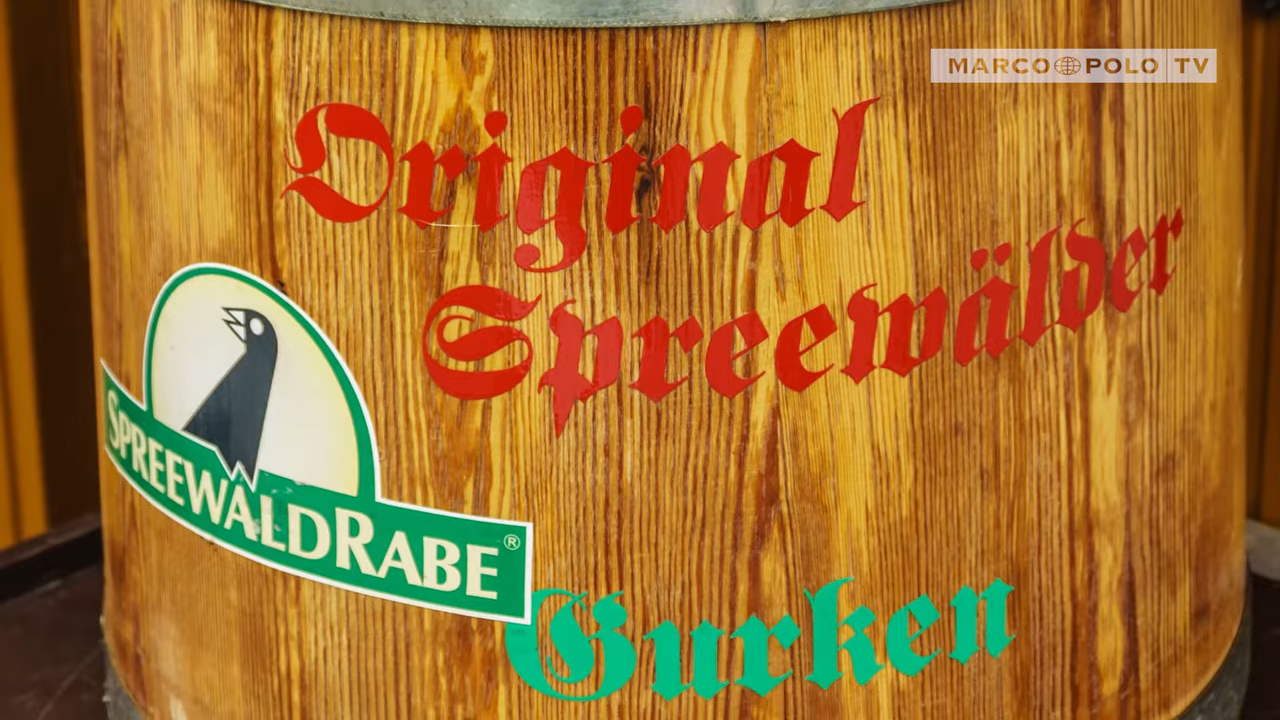 MARCO POLO TV
Original
Spreewälder
SPREEWALDRABE®
Gurken